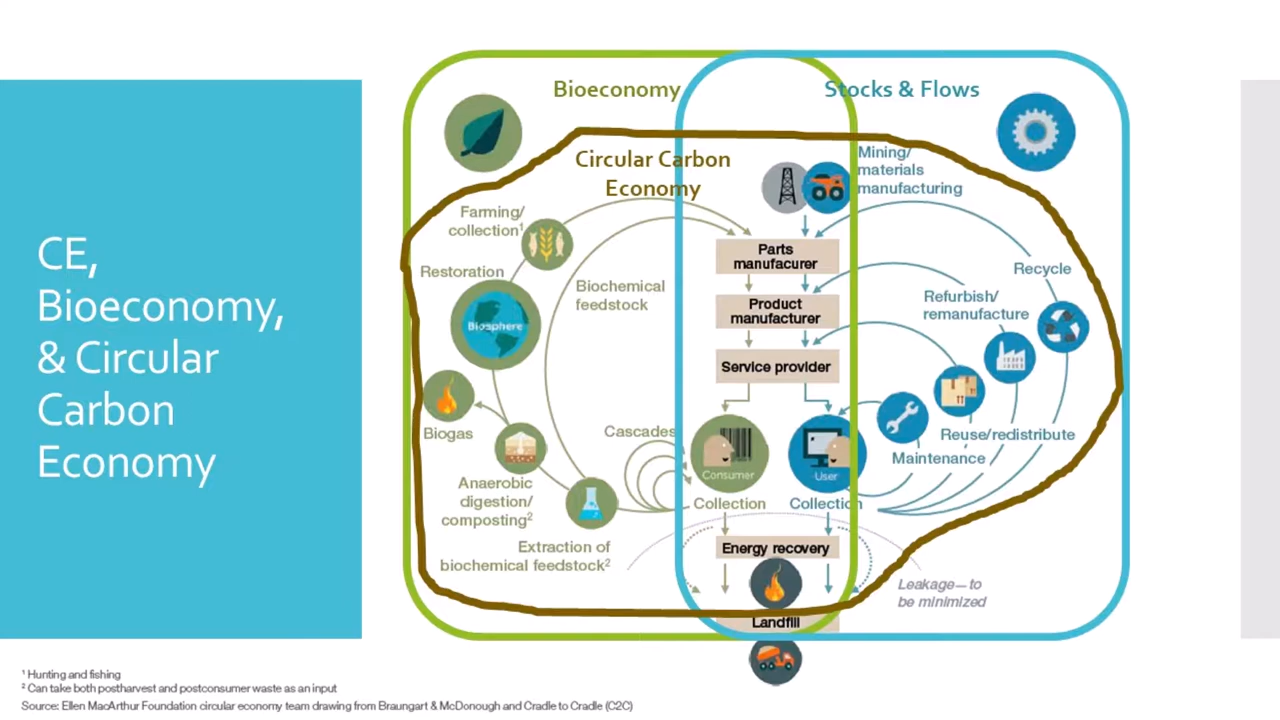 CE,
Bioeconomy,
& Circular
Carbon
Economy
Bioeconomy
Stocks & Flows
Circular Carbon
Economy
Mining/
materials
manufacturing
Farming/
collection¹
Restoration
Biosphere
Biochemical
feedstock
Biogas
Anaerobic
digestion/
composting²
Extraction of
biochemical feedstock²
Cascades
Parts
manufacurer
Product
manufacturer
Service provider
Consumer
User
Collection
Collection
Energy recovery
Landfill
Recycle
Refurbish/
remanufacture
Reuse/redistribute
Maintenance
Leakage—to
be minimized
¹ Hunting and fishing
² Can take both postharvest and postconsumer waste as an input
Source: Ellen MacArthur Foundation circular economy team drawing from Braungart & McDonough and Cradle to Cradle (C2C)